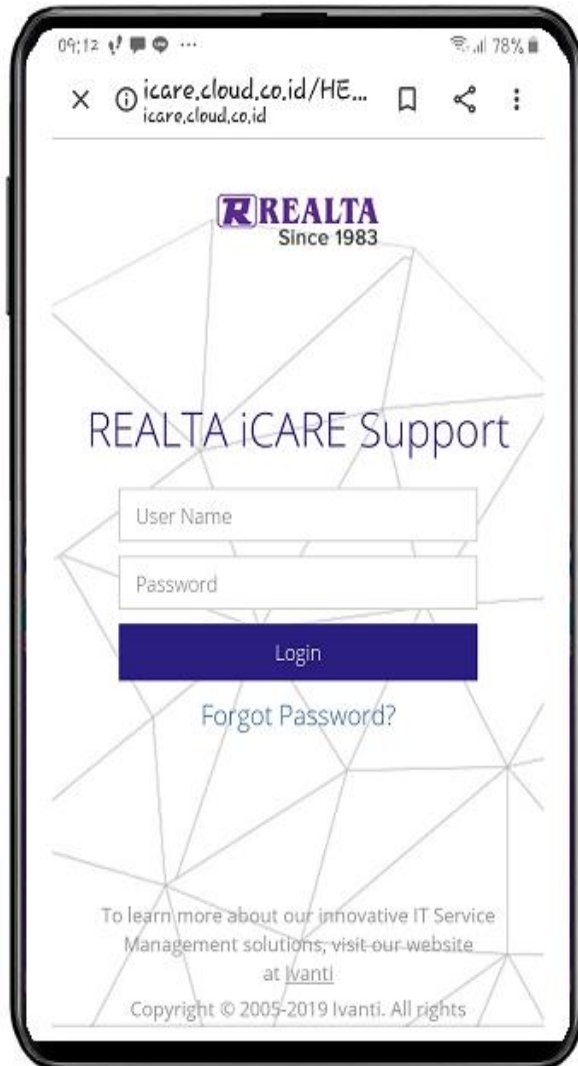 09:12 ... 78%
icare.cloud.co.id/HE...
icare.cloud.co.id
R REALTA
Since 1983
REALTA iCARE Support
User Name
Password
Login
Forgot Password?
To learn more about our innovative IT Service
Management solutions, visit our website
at Ivanti
Copyright © 2005-2019 Ivanti. All rights